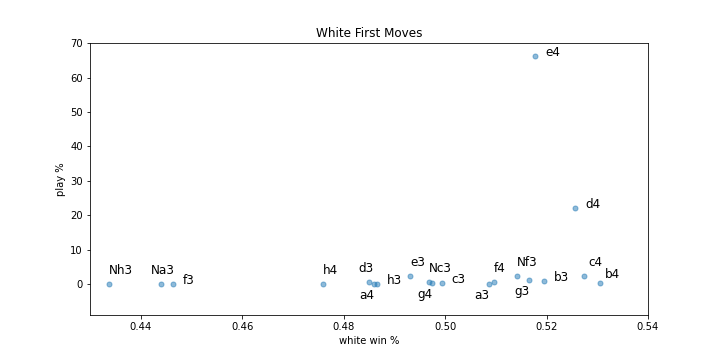 White First Moves
70
60
50
40
30
20
10
0
play %
e4
d4
Nh3 Na3 f3 h4 d3 a4 h3 e3 g4 Nc3 c3 a3 f4 Nf3 g3 b3 c4 b4
0.44 0.46 0.48 0.50 0.52 0.54
white win %